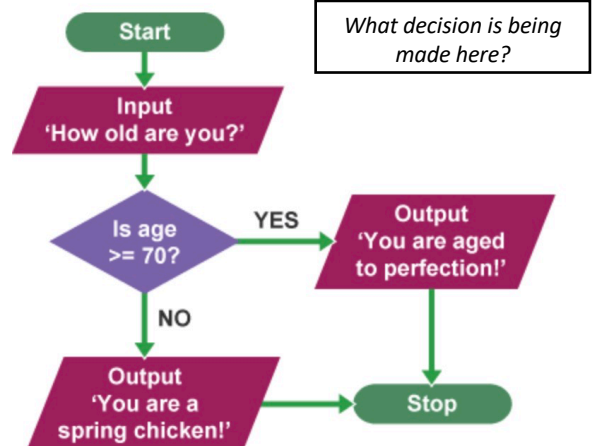 Start
What decision is being
made here?
Input
‘How old are you?’
Is age
>= 70?
YES
Output
‘You are aged
to perfection!’
NO
Output
‘You are a
spring chicken!’
Stop